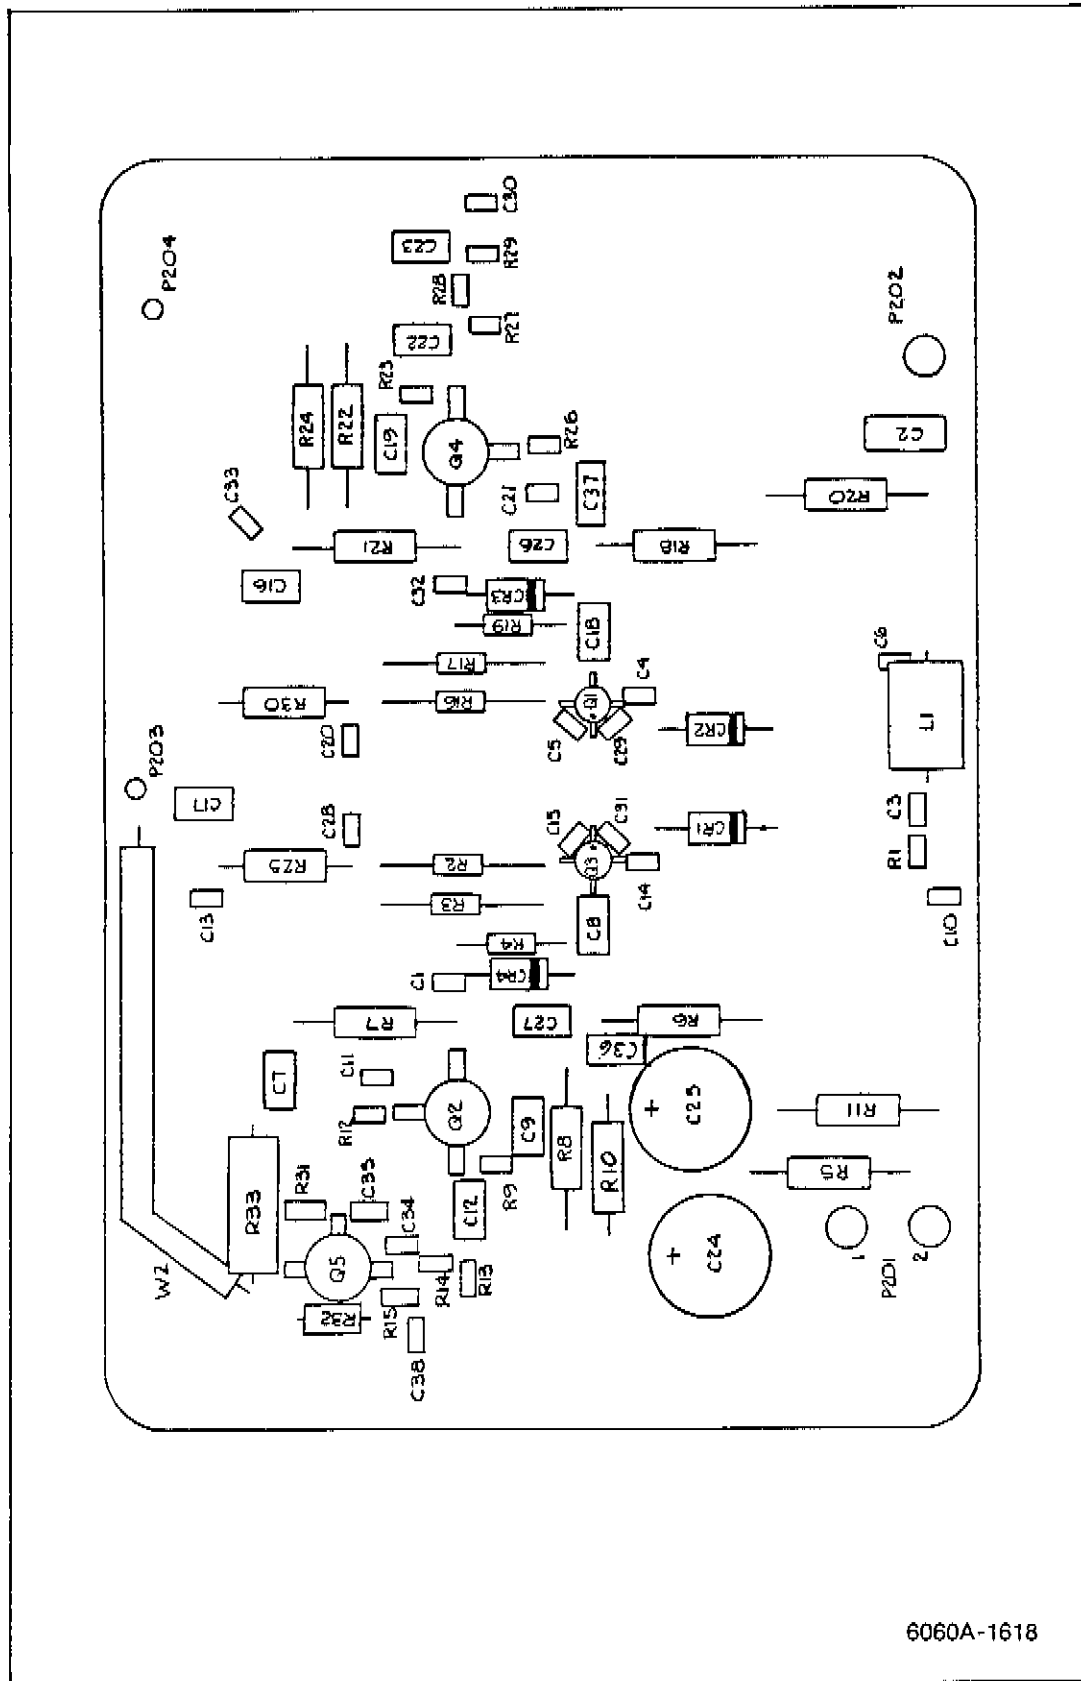 C30
P204
C23
R29
R28
P202
R27
C22
R23
R24
R22
C19
Q4
R26
C2
C33
C21
C37
R20
R21
C26
R18
C16
C32
CR3
R19
C18
R17
C6
C4
R30
R16
Q1
C20
C5
C29
CR2
L1
P203
C17
C28
C15
C31
CR1
C3
R25
R2
Q3
R1
C13
R3
C14
C8
C10
R4
C1
CR4
R7
C27
R6
C36
C7
C11
Q2
R12
C9
R8
C25
+
R11
R10
R9
R5
R33
R31
C35
C12
C34
C24
+
1
2
P201
W2
Q5
R14
R13
R32
R15
C38
6060A-1618